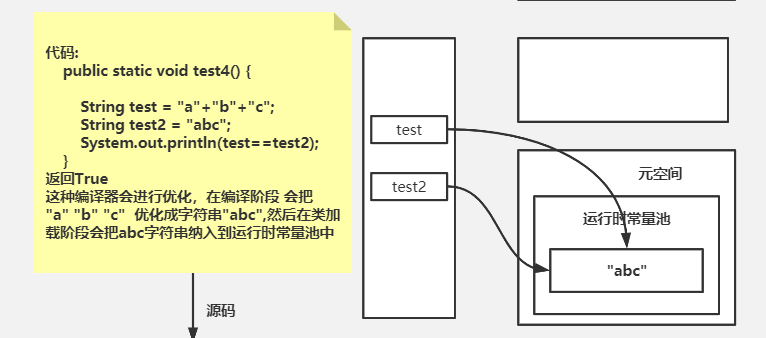 代码:
public static void test4() {
String test = "a"+"b"+"c";
String test2 = "abc";
System.out.println(test==test2);
}
返回True
这种编译器会进行优化，在编译阶段 会把
"a" "b" "c" 优化成字符串"abc",然后在类加
载阶段会把abc字符串纳入到运行时常量池中
源码
test
test2
元空间
运行时常量池
"abc"